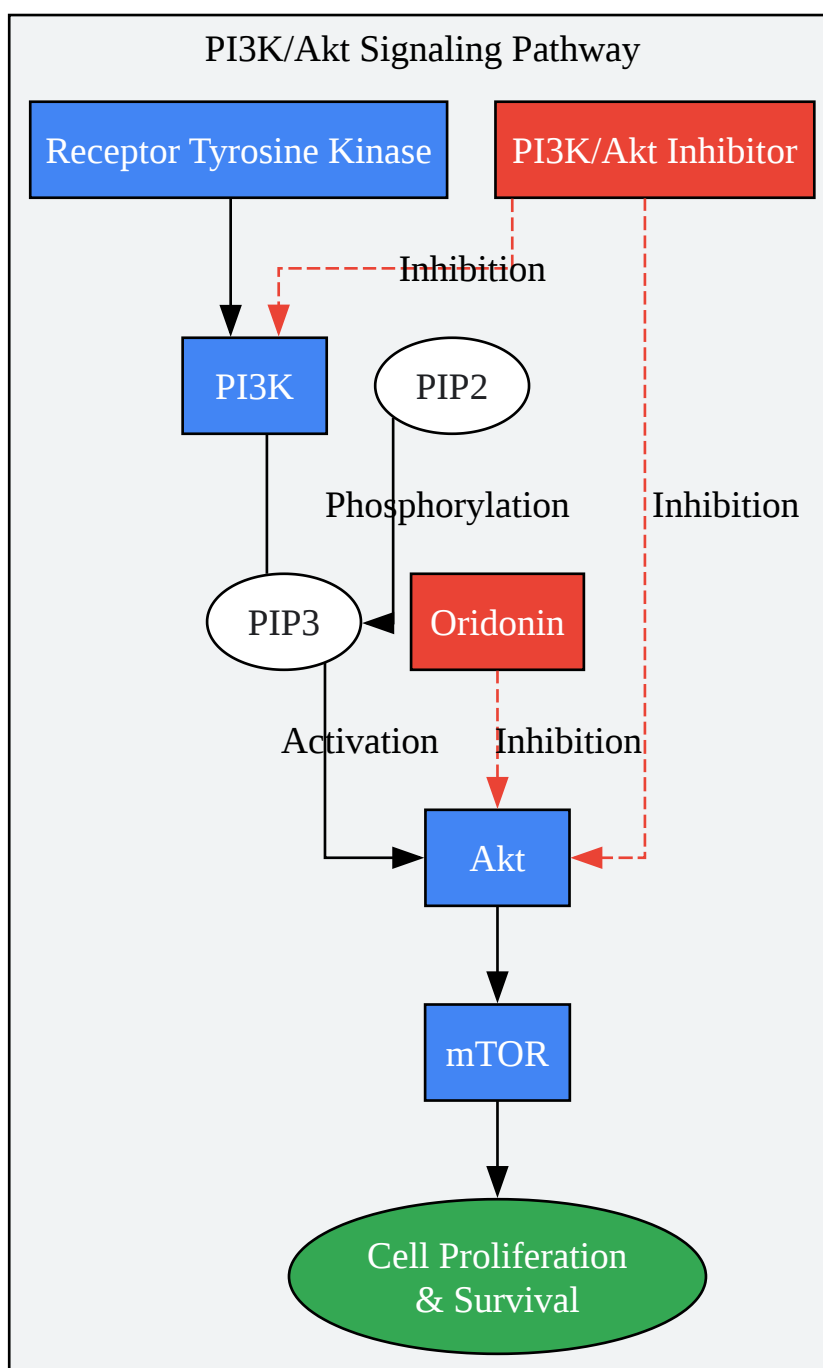 PI3K/Akt Signaling Pathway
Receptor Tyrosine Kinase
PI3K/Akt Inhibitor
Inhibition
PI3K
PIP2
Phosphorylation
Inhibition
PIP3
Oridonin
Activation
Inhibition
Akt
mTOR
Cell Proliferation
& Survival